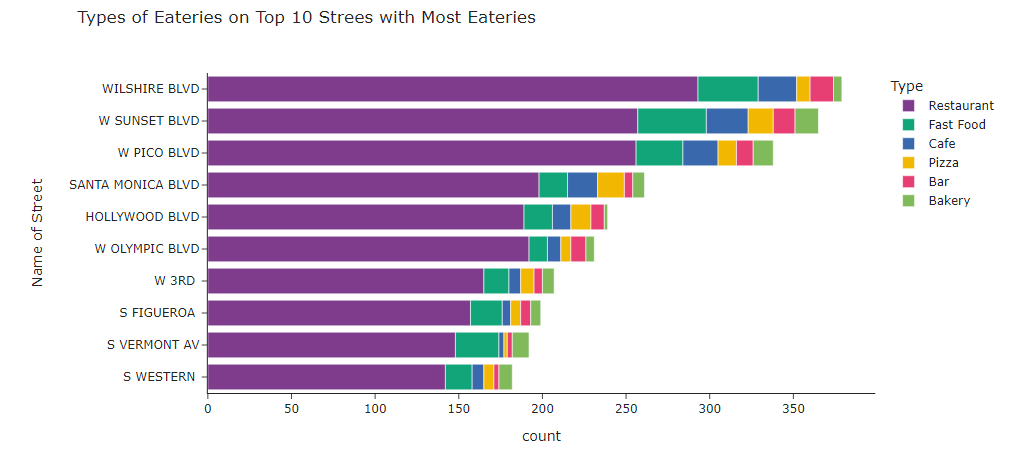 Types of Eateries on Top 10 Strees with Most Eateries
Type
Restaurant
Fast Food
Cafe
Pizza
Bar
Bakery
Name of Street
WILSHIRE BLVD
W SUNSET BLVD
W PICO BLVD
SANTA MONICA BLVD
HOLLYWOOD BLVD
W OLYMPIC BLVD
W 3RD
S FIGUEROA
S VERMONT AV
S WESTERN
0 50 100 150 200 250 300 350
count